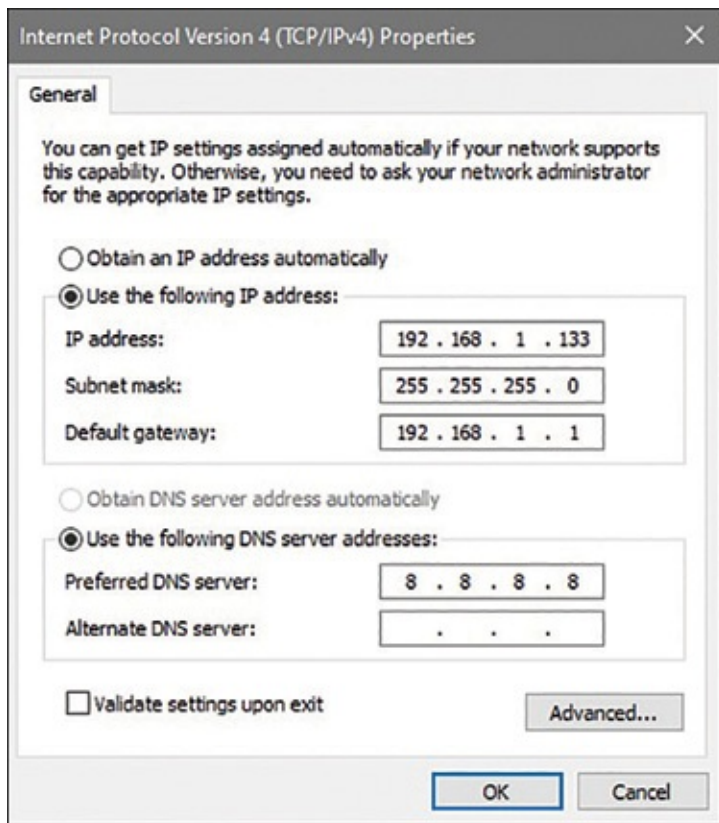 Internet Protocol Version 4 (TCP/IPv4) Properties
General
You can get IP settings assigned automatically if your network supports
this capability. Otherwise, you need to ask your network administrator
for the appropriate IP settings.
Obtain an IP address automatically
Use the following IP address:
IP address: 192 . 168 . 1 . 133
Subnet mask: 255 . 255 . 255 . 0
Default gateway: 192 . 168 . 1 . 1
Obtain DNS server address automatically
Use the following DNS server addresses:
Preferred DNS server: 8 . 8 . 8 . 8
Alternate DNS server: . . .
Validate settings upon exit
Advanced...
OK Cancel